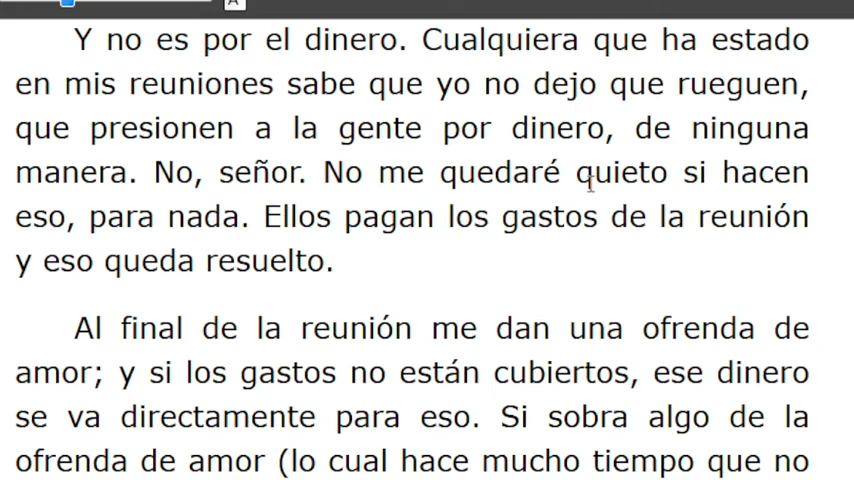 Y no es por el dinero. Cualquiera que ha estado
en mis reuniones sabe que yo no dejo que rueguen,
que presionen a la gente por dinero, de ninguna
manera. No, señor. No me quedaré quieto si hacen
eso, para nada. Ellos pagan los gastos de la reunión
y eso queda resuelto.
Al final de la reunión me dan una ofrenda de
amor; y si los gastos no están cubiertos, ese dinero
se va directamente para eso. Si sobra algo de la
ofrenda de amor (lo cual hace mucho tiempo que no